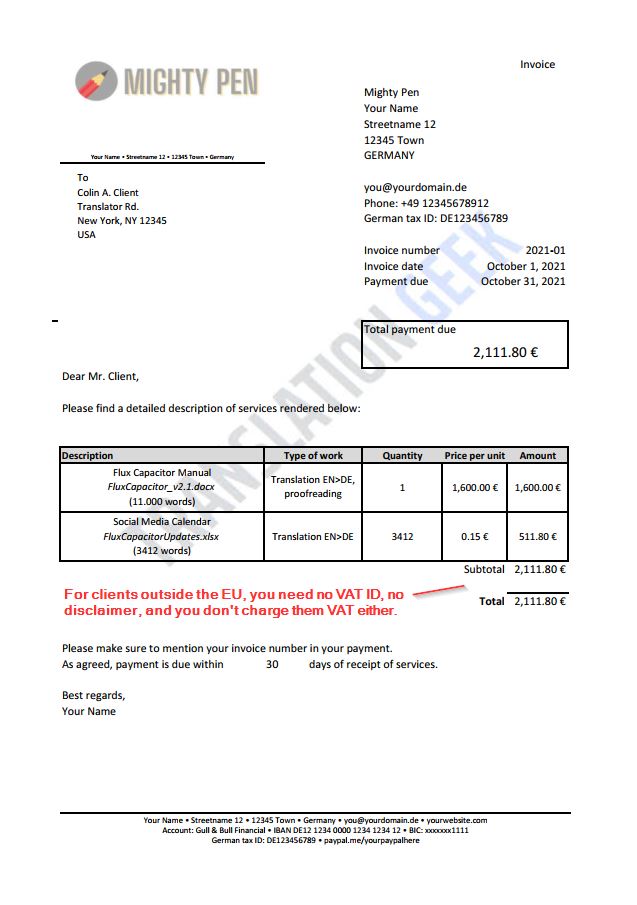 MIGHTY PEN
Invoice
Mighty Pen
Your Name
Streetname 12
12345 Town
GERMANY
Your Name • Streetname 12 • 12345 Town • Germany
To
Colin A. Client
Translator Rd.
New York, NY 12345
USA
you@yourdomain.de
Phone: +49 12345678912
German tax ID: DE123456789
Invoice number 2021-01
Invoice date October 1, 2021
Payment due October 31, 2021
Total payment due
2,111.80 €
Dear Mr. Client,
Please find a detailed description of services rendered below:
Description Type of work Quantity Price per unit Amount
Flux Capacitor Manual
FluxCapacitor_v2.1.docx
(11.000 words)
Translation EN>DE,
proofreading
1 1,600.00 € 1,600.00 €
Social Media Calendar
FluxCapacitorUpdates.xlsx
(3412 words)
Translation EN>DE 3412 0.15 € 511.80 €
Subtotal 2,111.80 €
For clients outside the EU, you need no VAT ID, no
disclaimer, and you don't charge them VAT either.
Total 2,111.80 €
Please make sure to mention your invoice number in your payment.
As agreed, payment is due within 30 days of receipt of services.
Best regards,
Your Name
Your Name • Streetname 12 • 12345 Town • Germany • you@yourdomain.de • yourwebsite.com
Account: Gull & Bull Financial • IBAN DE12 1234 0000 1234 1234 12 • BIC: xxxxxxx1111
German tax ID: DE123456789 • paypal.me/yourpaypalhere
TRANSLATION GEEK